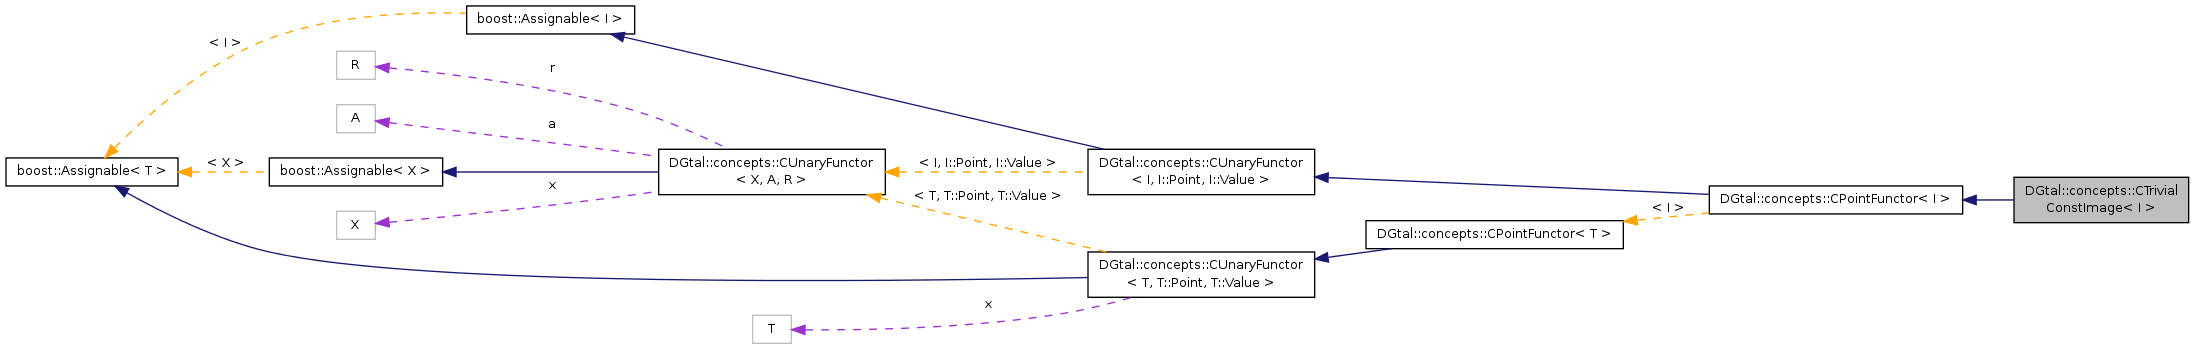 boost::Assignable< I >
< I >
R
r
A
a
boost::Assignable< T >
< X >
boost::Assignable< X >
x
X
DGtal::concepts::CUnaryFunctor
< X, A, R >
< I, I::Point, I::Value >
< T, T::Point, T::Value >
DGtal::concepts::CUnaryFunctor
< I, I::Point, I::Value >
DGtal::concepts::CUnaryFunctor
< T, T::Point, T::Value >
x
T
DGtal::concepts::CPointFunctor< T >
< I >
DGtal::concepts::CPointFunctor< I >
DGtal::concepts::CTrivial
ConstImage< I >